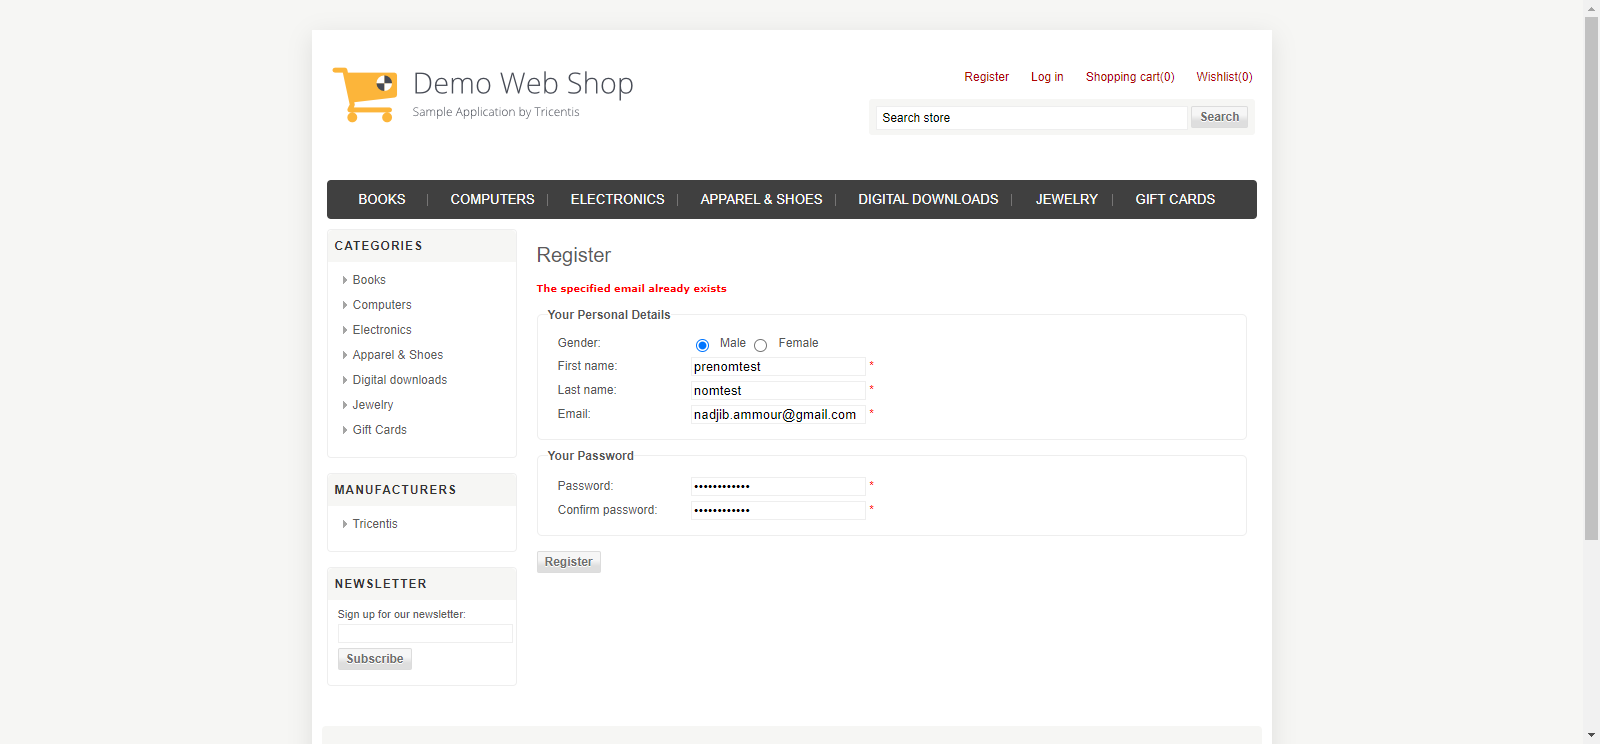 Demo Web Shop
Sample Application by Tricentis
Register Log in Shopping cart(0) Wishlist(0)
Search store Search
BOOKS COMPUTERS ELECTRONICS APPAREL & SHOES DIGITAL DOWNLOADS JEWELRY GIFT CARDS
CATEGORIES
Books
Computers
Electronics
Apparel & Shoes
Digital downloads
Jewelry
Gift Cards
MANUFACTURERS
Tricentis
NEWSLETTER
Sign up for our newsletter:
Subscribe
Register
The specified email already exists
Your Personal Details
Gender: Male Female
First name: prenomtest *
Last name: nomtest *
Email: nadjib.ammour@gmail.com *
Your Password
Password: •••••••••••• *
Confirm password: •••••••••••• *
Register